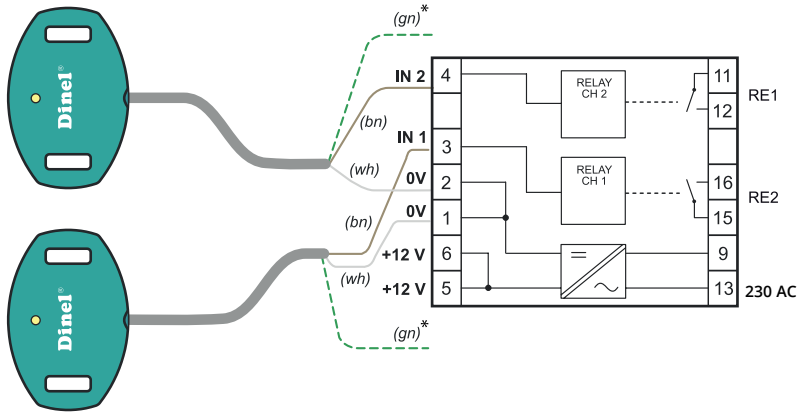 (gn)*
Dinel®
IN 2
4
RELAY
CH 2
11
RE1
12
(bn)
IN 1
3
(wh)
0V
2
RELAY
CH 1
16
RE2
(bn)
0V
1
15
(wh)
+12 V
6
9
Dinel®
+12 V
5
13
230 AC
(gn)*